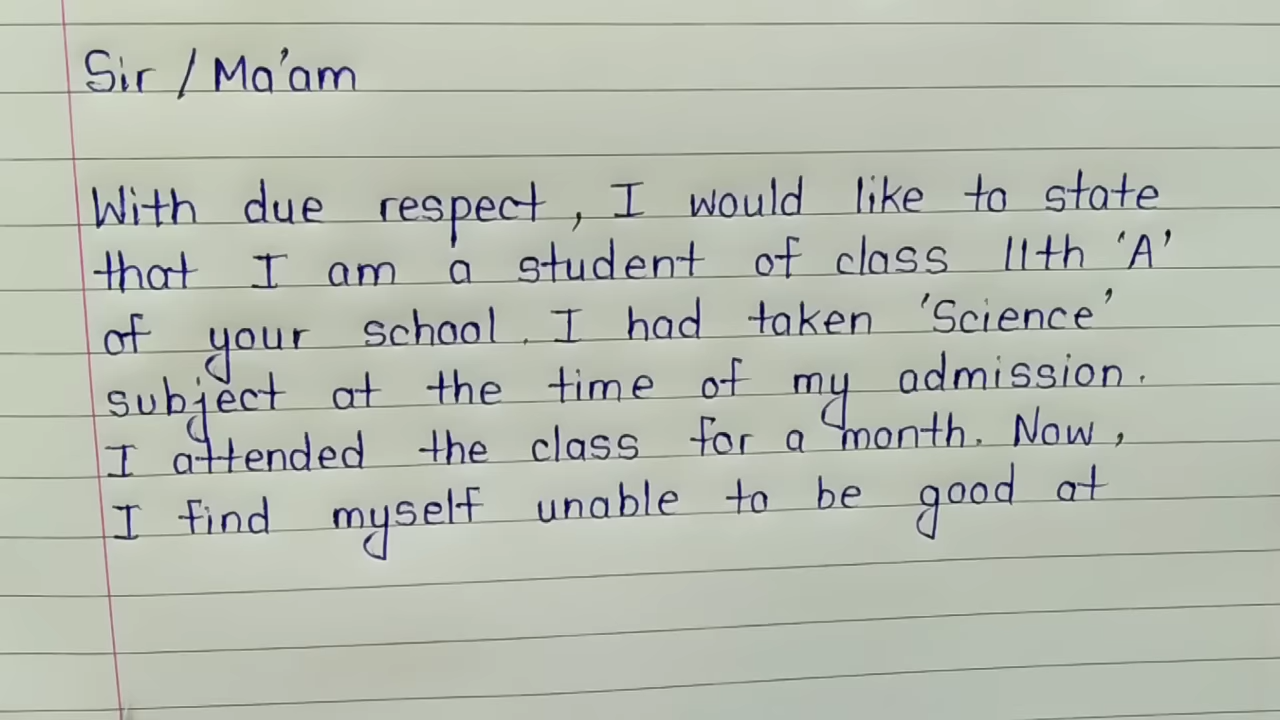 Sir / Ma'am
With due respect, I would like to state
that I am a student of class 11th 'A'
of your school. I had taken 'Science'
subject at the time of my admission.
I attended the class for a month. Now,
I find myself unable to be good at